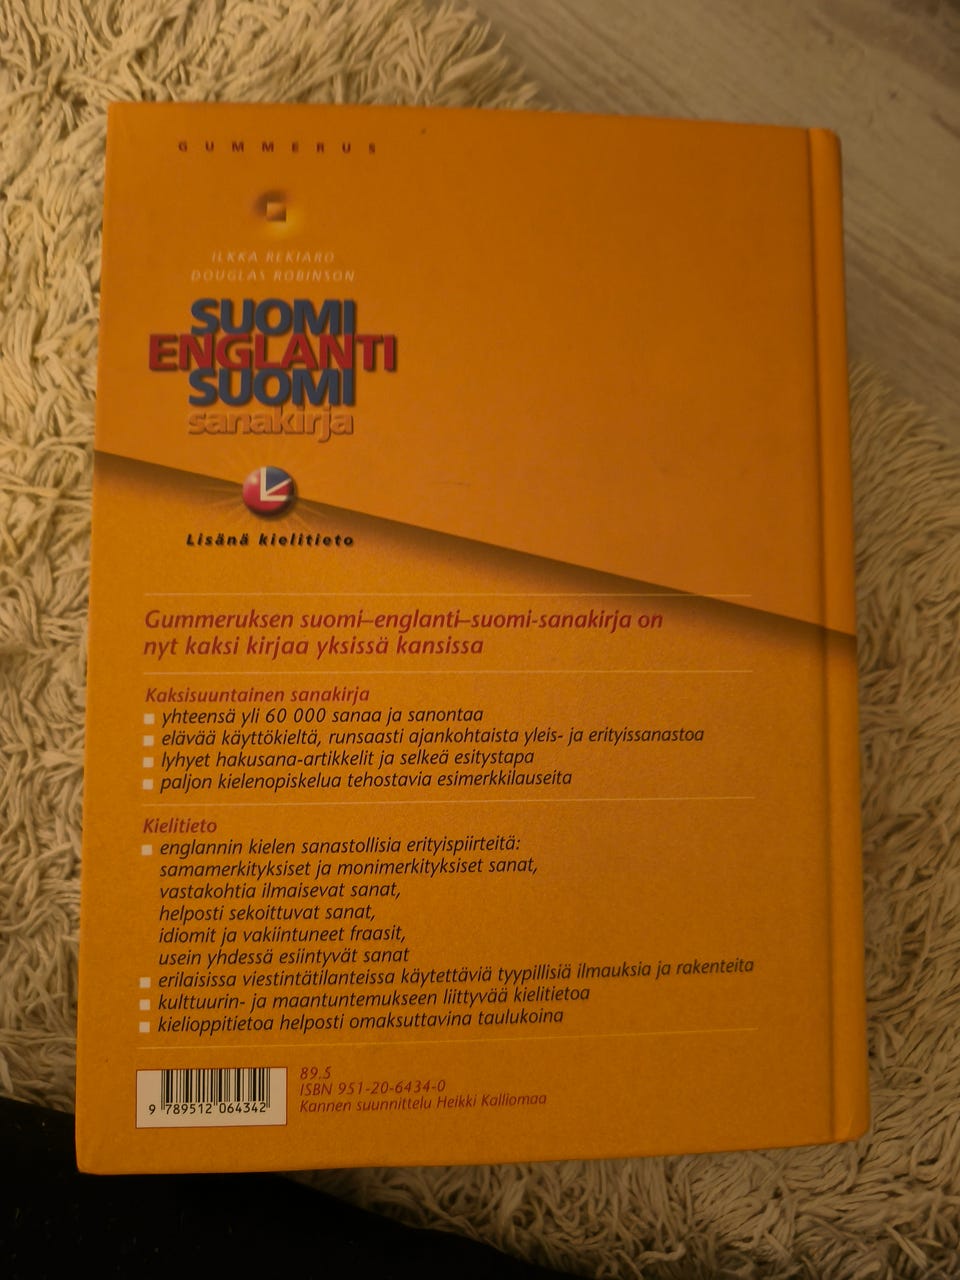 GUMMERUS
ILKKA REKIARO
DOUGLAS ROBINSON
SUOMI
ENGLANTI
SUOMI
sanakirja
Lisänä kielitieto
Gummeruksen suomi–englanti–suomi-sanakirja on
nyt kaksi kirjaa yksissä kansissa
Kaksisuuntainen sanakirja
yhteensä yli 60 000 sanaa ja sanontaa
elävää käyttökieltä, runsaasti ajankohtaista yleis- ja erityissanastoa
lyhyet hakusana-artikkelit ja selkeä esitystapa
paljon kielenopiskelua tehostavia esimerkkilauseita
Kielitieto
englannin kielen sanastollisia erityispiirteitä:
samamerkityksiset ja monimerkityksiset sanat,
vastakohtia ilmaisevat sanat,
helposti sekoittuvat sanat,
idiomit ja vakiintuneet fraasit,
usein yhdessä esiintyvät sanat
erilaisissa viestintätilanteissa käytettäviä tyypillisiä ilmauksia ja rakenteita
kulttuurin- ja maantuntemukseen liittyvää kielitietoa
kielioppitietoa helposti omaksuttavina taulukoina
89.5
ISBN 951-20-6434-0
Kannen suunnittelu Heikki Kalliomaa
9 789512 064342